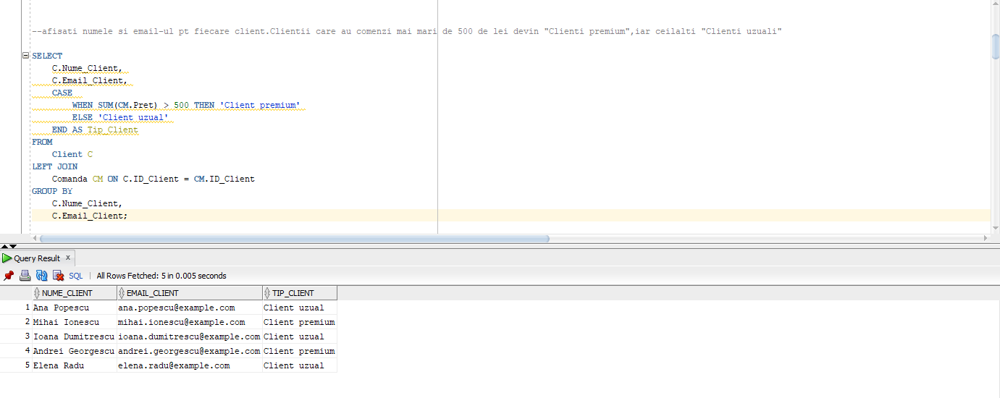 --afisati numele si email-ul pt fiecare client.Clientii care au comenzi mai mari de 500 de lei devin "Clienti premium",iar ceilalti "Clienti uzuali"
SELECT
C.Nume_Client,
C.Email_Client,
CASE
WHEN SUM(CM.Pret) > 500 THEN 'Client premium'
ELSE 'Client uzual'
END AS Tip_Client
FROM
Client C
LEFT JOIN
Comanda CM ON C.ID_Client = CM.ID_Client
GROUP BY
C.Nume_Client,
C.Email_Client;
Query Result x
SQL | All Rows Fetched: 5 in 0.005 seconds
NUME_CLIENT EMAIL_CLIENT TIP_CLIENT
1 Ana Popescu ana.popescu@example.com Client uzual
2 Mihai Ionescu mihai.ionescu@example.com Client premium
3 Ioana Dumitrescu ioana.dumitrescu@example.com Client uzual
4 Andrei Georgescu andrei.georgescu@example.com Client premium
5 Elena Radu elena.radu@example.com Client uzual